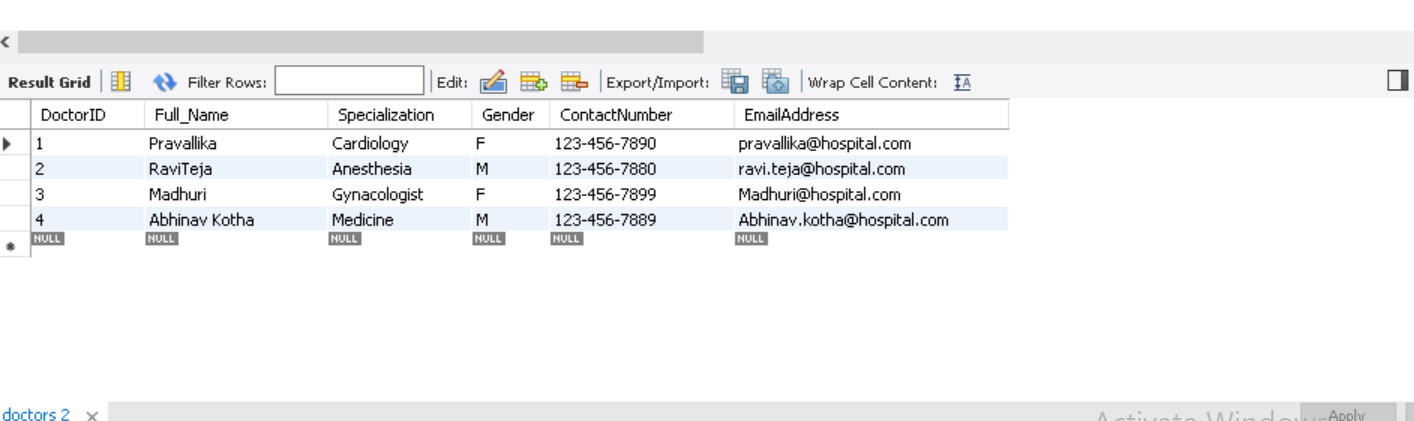 Result Grid Filter Rows: Edit: Export/Import: Wrap Cell Content: IA
DoctorID Full_Name Specialization Gender ContactNumber EmailAddress
1 Pravallika Cardiology F 123-456-7890 pravallika@hospital.com
2 RaviTeja Anesthesia M 123-456-7880 ravi.teja@hospital.com
3 Madhuri Gynacologist F 123-456-7899 Madhuri@hospital.com
4 Abhinav Kotha Medicine M 123-456-7889 Abhinav.kotha@hospital.com
NULL NULL NULL NULL NULL NULL
doctors 2 Activate Windows Apply